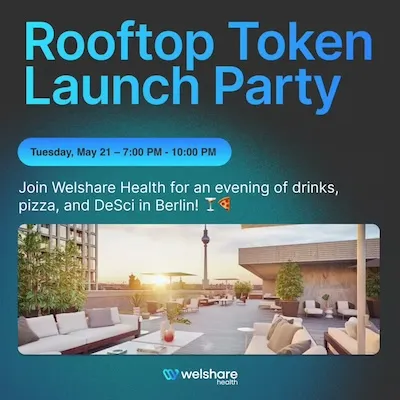 Rooftop Token
Launch Party
Tuesday, May 21 – 7:00 PM - 10:00 PM
Join Welshare Health for an evening of drinks,
pizza, and DeSci in Berlin! 🍸🍕
welshare
health